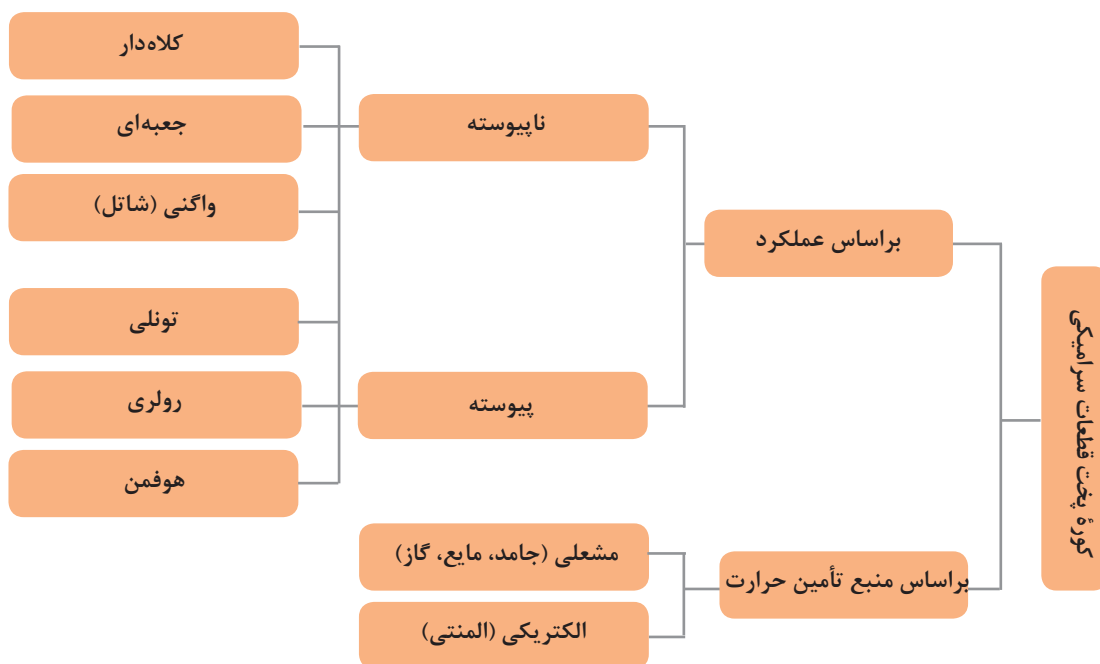 کورهٔ پخت قطعات سرامیکی
براساس عملکرد
ناپیوسته
کلاه‌دار
جعبه‌ای
واگنی (شاتل)
پیوسته
تونلی
رولری
هوفمن
براساس منبع تأمین حرارت
مشعلی (جامد، مایع، گاز)
الکتریکی (المنتی)